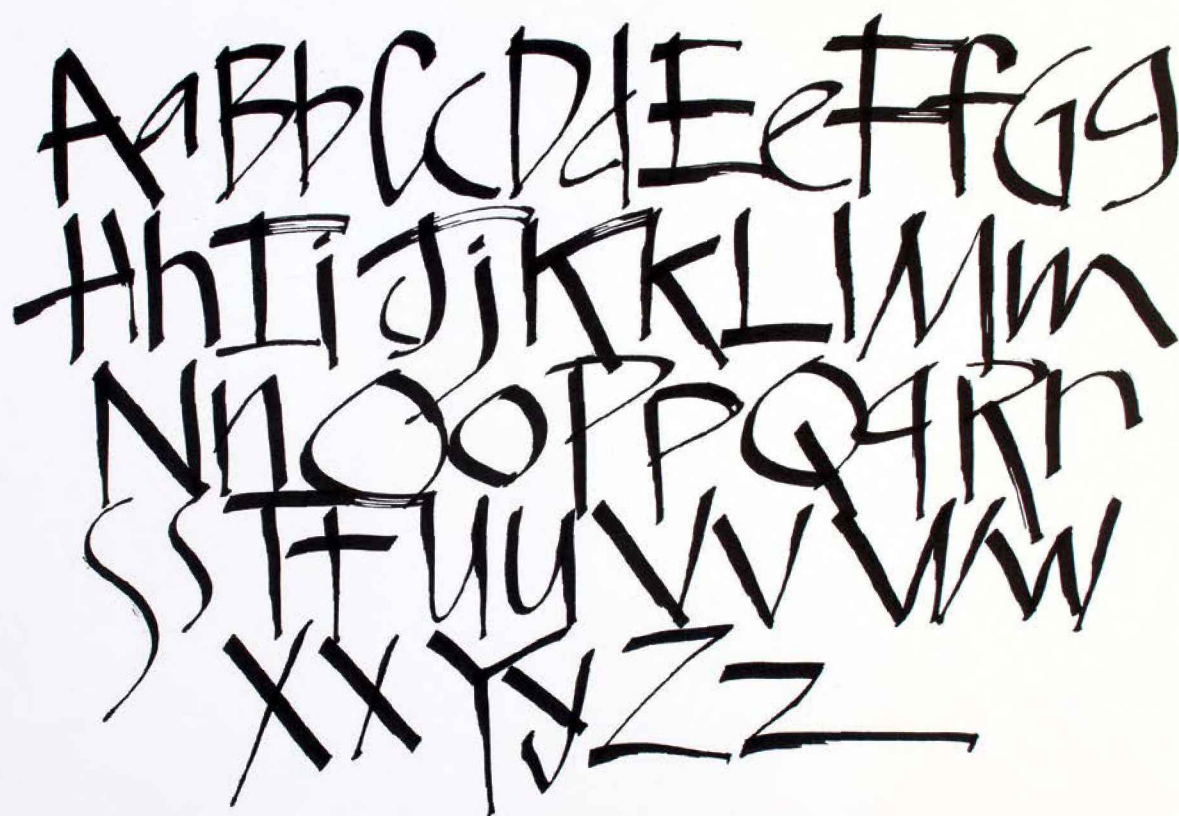 AaBbCcDdEeFfGg
HhIiJjKkLlMm
NnOoPpQqRr
SsTtUuVvWw
XxYyZz